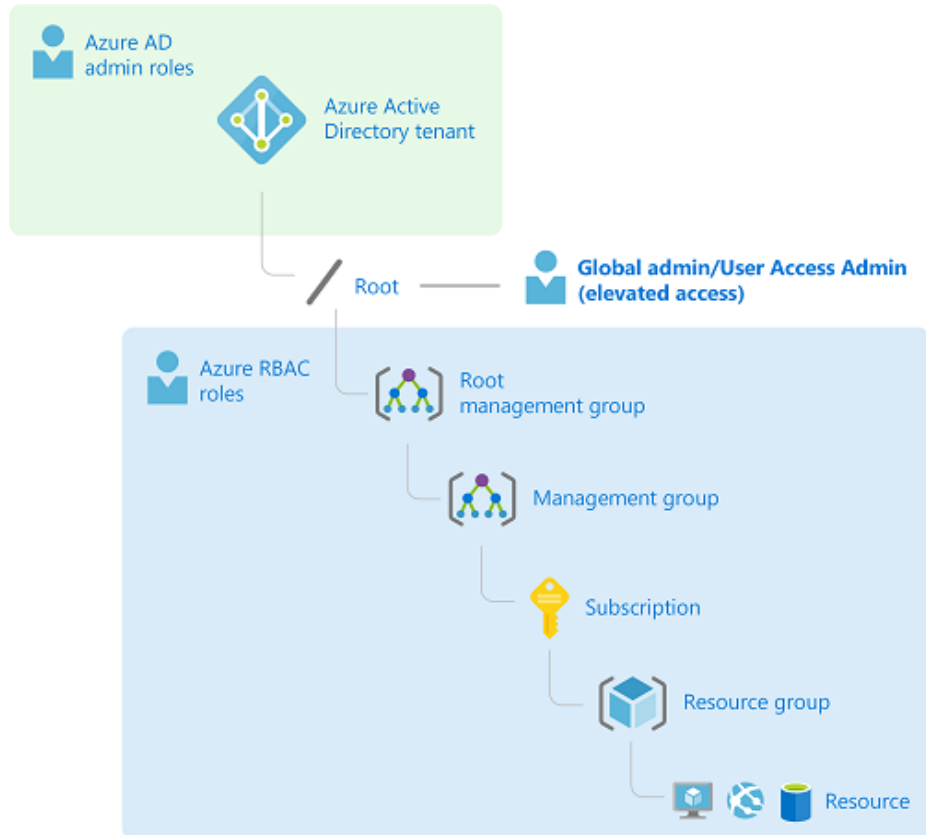 Azure AD
admin roles
Azure Active
Directory tenant
Root
Global admin/User Access Admin
(elevated access)
Azure RBAC
roles
Root
management group
Management group
Subscription
Resource group
Resource